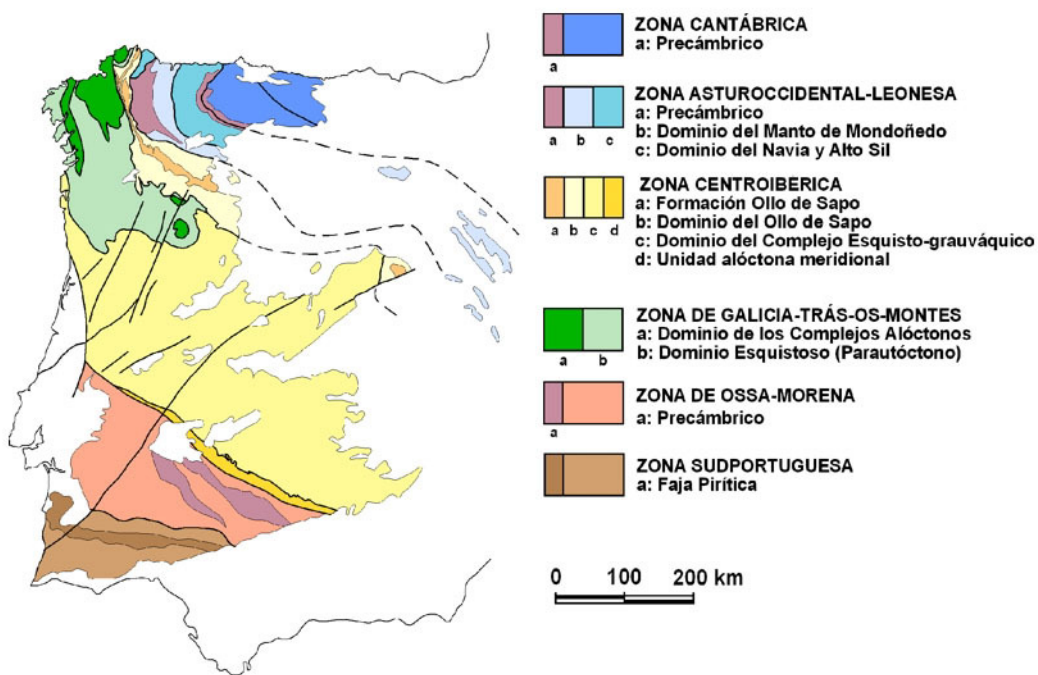 ZONA CANTÁBRICA
a: Precámbrico
a
ZONA ASTUROCCIDENTAL-LEONESA
a: Precámbrico
b: Dominio del Manto de Mondoñedo
c: Dominio del Navia y Alto Sil
a b c
ZONA CENTROIBÉRICA
a: Formación Ollo de Sapo
b: Dominio del Ollo de Sapo
c: Dominio del Complejo Esquisto-grauváquico
d: Unidad alóctona meridional
a b c d
ZONA DE GALICIA-TRÁS-OS-MONTES
a: Dominio de los Complejos Alóctonos
b: Dominio Esquistoso (Parautóctono)
a b
ZONA DE OSSA-MORENA
a: Precámbrico
a
ZONA SUDPORTUGUESA
a: Faja Pirítica
0 100 200 km